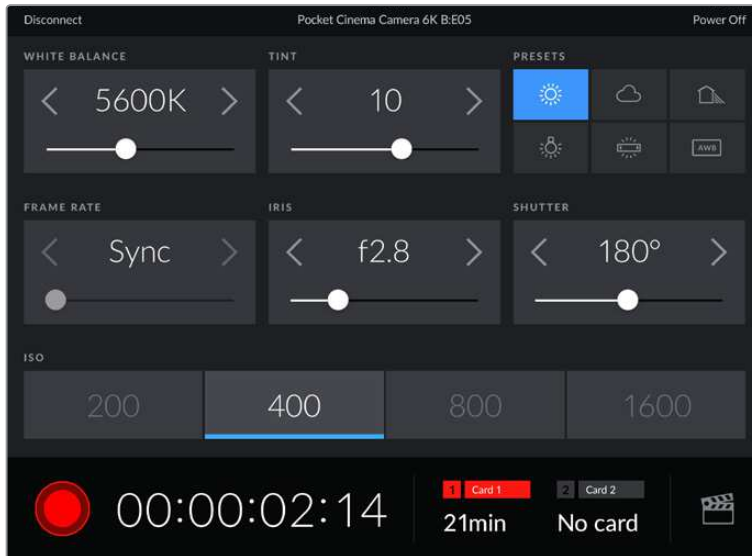 Disconnect Pocket Cinema Camera 6K B:E05 Power Off
WHITE BALANCE TINT PRESETS
5600K 10
AWB
FRAME RATE IRIS SHUTTER
Sync f2.8 180°
ISO
200 400 800 1600
00:00:02:14
1 Card 1 2 Card 2
21min No card